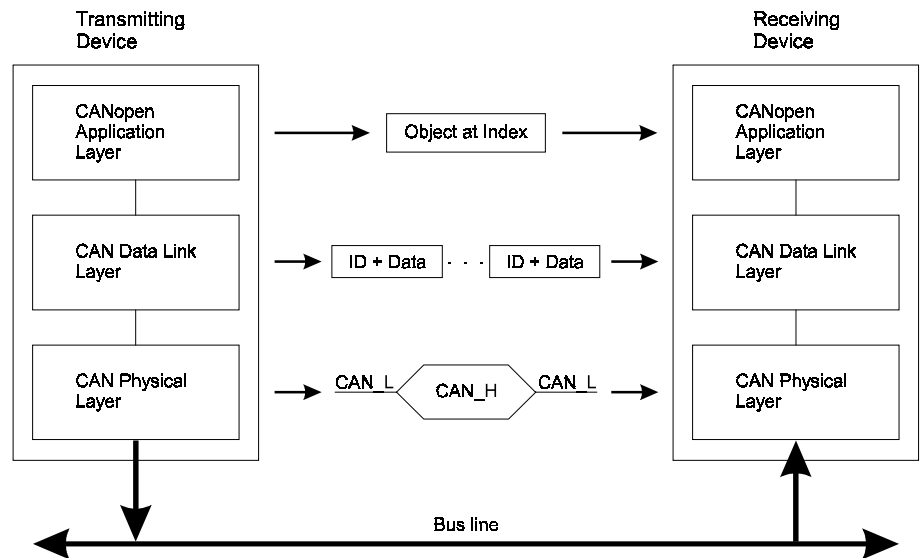 Transmitting
Device
Receiving
Device
CANopen
Application
Layer
Object at Index
CANopen
Application
Layer
CAN Data Link
Layer
ID + Data
. . .
ID + Data
CAN Data Link
Layer
CAN Physical
Layer
CAN_L
CAN_H
CAN_L
CAN Physical
Layer
Bus line